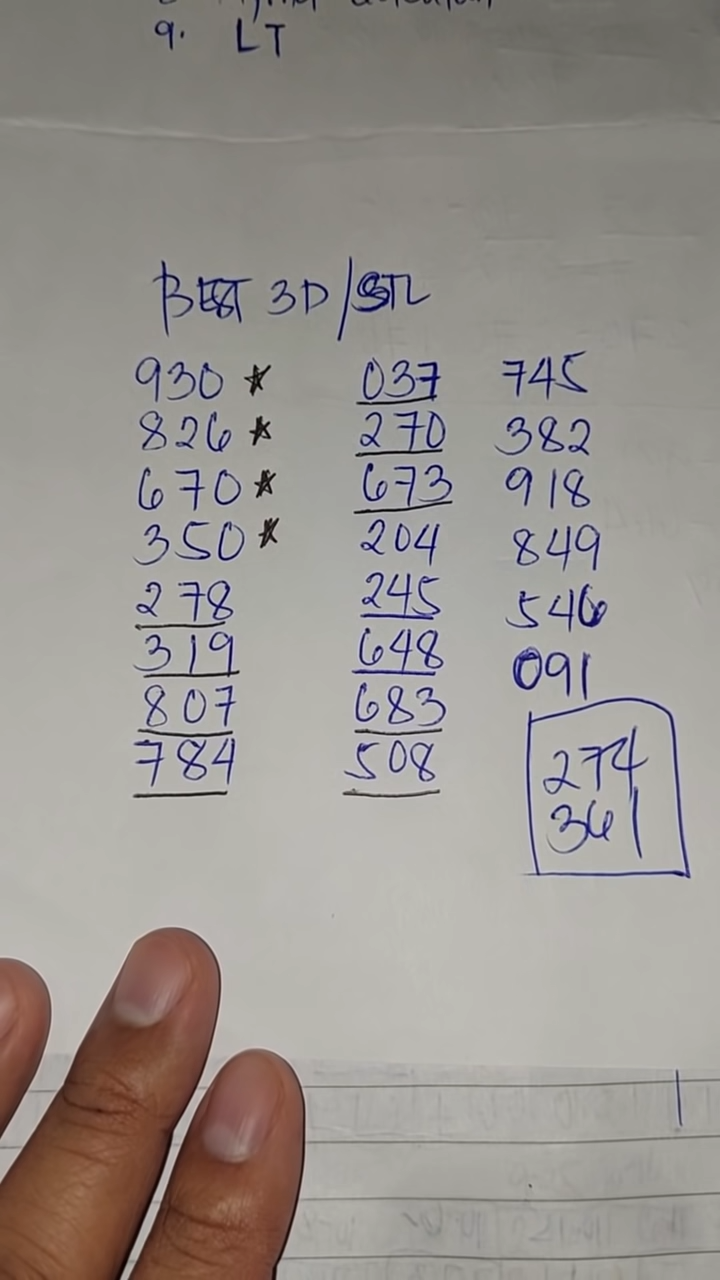 9. LT
BEST 3D/STL
930 ☆ 037 745
826 ☆ 270 382
670 ☆ 673 918
350 ☆ 204 849
278 245 546
319 648 091
807 683
784 508
274
361